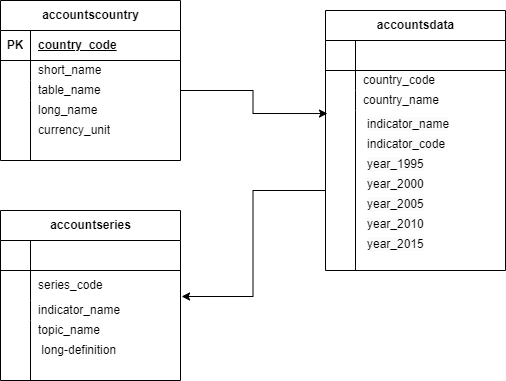 accountscountry
PK country_code
short_name
table_name
long_name
currency_unit
accountsdata
country_code
country_name
indicator_name
indicator_code
year_1995
year_2000
year_2005
year_2010
year_2015
accountseries
series_code
indicator_name
topic_name
long-definition